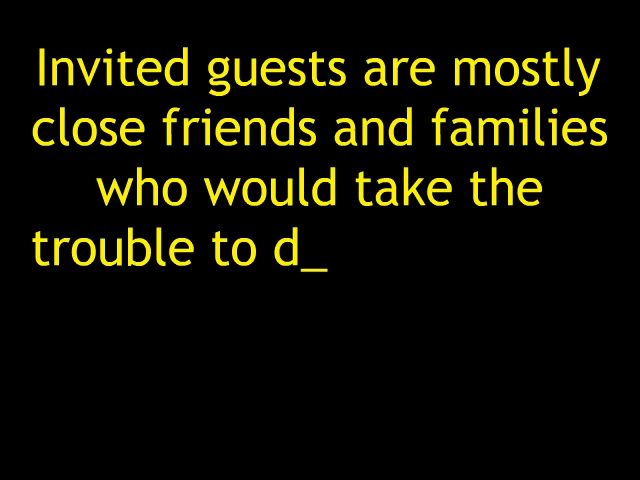 Invited guests are mostly
close friends and families
who would take the
trouble to d_